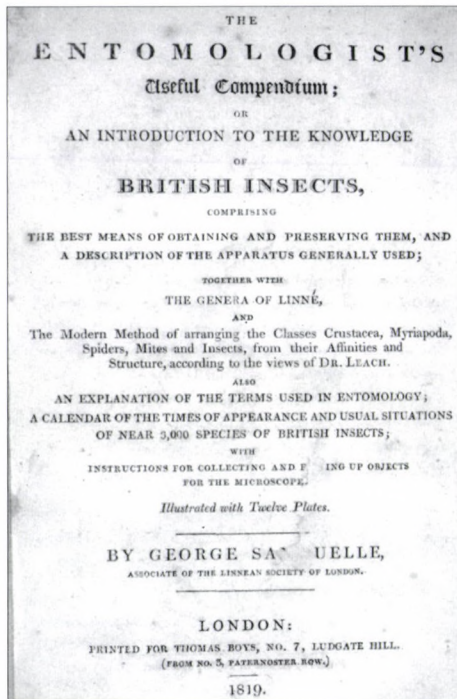 THE
ENTOMOLOGIST'S
Useful Compendium;
OR
AN INTRODUCTION TO THE KNOWLEDGE
OF
BRITISH INSECTS,
COMPRISING
THE BEST MEANS OF OBTAINING AND PRESERVING THEM, AND
A DESCRIPTION OF THE APPARATUS GENERALLY USED;
TOGETHER WITH
THE GENERA OF LINNÉ,
AND
The Modern Method of arranging the Classes Crustacea, Myriapoda,
Spiders, Mites and Insects, from their Affinities and
Structure, according to the views of DR. LEACH.
ALSO
AN EXPLANATION OF THE TERMS USED IN ENTOMOLOGY;
A CALENDAR OF THE TIMES OF APPEARANCE AND USUAL SITUATIONS
OF NEAR 3,000 SPECIES OF BRITISH INSECTS;
WITH
INSTRUCTIONS FOR COLLECTING AND UP OBJECTS
FOR THE MICROSCOPE.
Illustrated with Twelve Plates.
BY GEORGE
ASSOCIATE OF THE LINNEAN SOCIETY OF LONDON.
LONDON:
PRINTED FOR THOMAS BOYS, NO. 7, LUDGATE HILL.
(FROM NO. 5, PATERNOSTER ROW.)
1819.